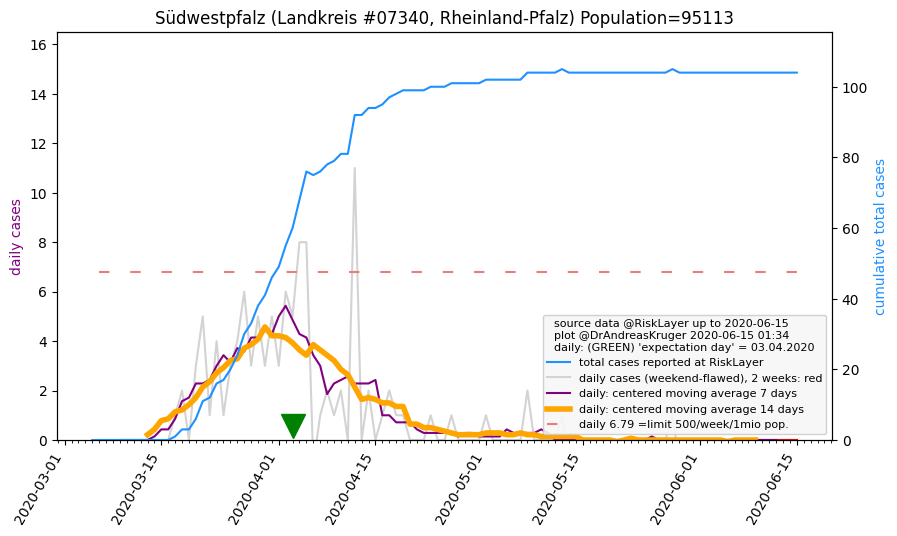 Südwestpfalz (Landkreis #07340, Rheinland-Pfalz) Population=95113
16
14
12
10
8
6
4
2
0
daily cases
100
80
60
40
20
0
cumulative total cases
source data @RiskLayer up to 2020-06-15
plot @DrAndreasKruger 2020-06-15 01:34
daily: (GREEN) 'expectation day' = 03.04.2020
total cases reported at RiskLayer
daily cases (weekend-flawed), 2 weeks: red
daily: centered moving average 7 days
daily: centered moving average 14 days
daily 6.79 =limit 500/week/1mio pop.
2020-03-01
2020-03-15
2020-04-01
2020-04-15
2020-05-01
2020-05-15
2020-06-01
2020-06-15